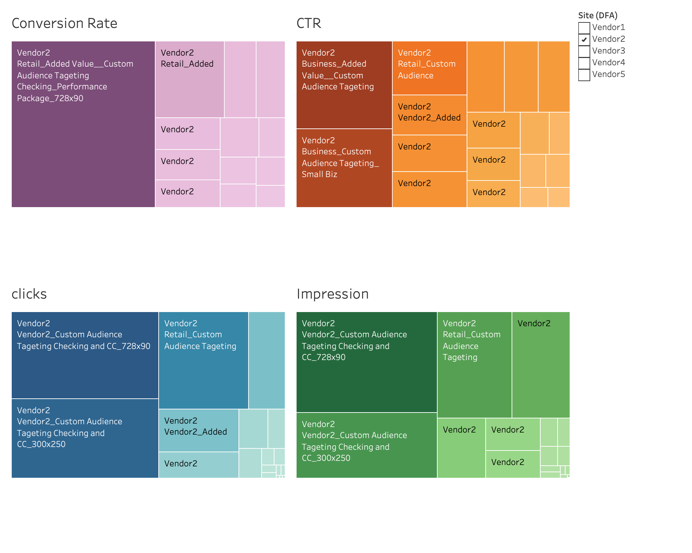 Conversion Rate
Vendor2
Retail_Added Value__Custom
Audience Tageting
Checking_Performance
Package_728x90
Vendor2
Retail_Added
Vendor2
Vendor2
Vendor2
CTR
Vendor2
Business_Added
Value__Custom
Audience Tageting
Vendor2
Business_Custom
Audience Tageting_
Small Biz
Vendor2
Retail_Custom
Audience
Vendor2
Vendor2_Added
Vendor2
Vendor2
Vendor2
Vendor2
Vendor2
Site (DFA)
Vendor1
Vendor2
Vendor3
Vendor4
Vendor5
clicks
Vendor2
Vendor2_Custom Audience
Tageting Checking and CC_728x90
Vendor2
Vendor2_Custom Audience
Tageting Checking and
CC_300x250
Vendor2
Retail_Custom
Audience Tageting
Vendor2
Vendor2_Added
Vendor2
Impression
Vendor2
Vendor2_Custom Audience
Tageting Checking and
CC_728x90
Vendor2
Vendor2_Custom Audience
Tageting Checking and
CC_300x250
Vendor2
Retail_Custom
Audience
Tageting
Vendor2
Vendor2
Vendor2
Vendor2